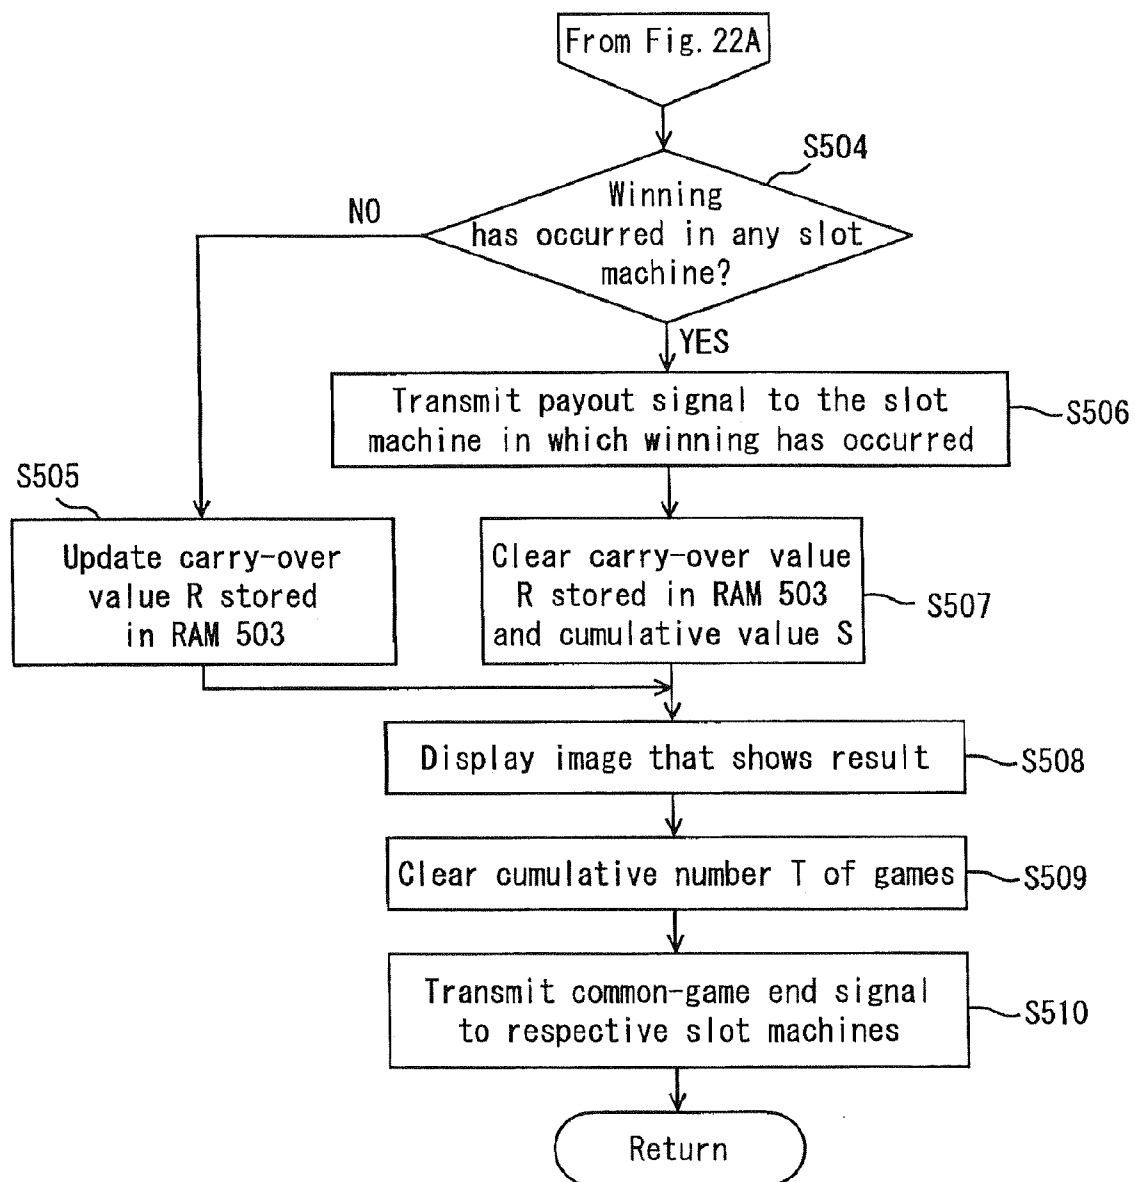 From Fig. 22A
S504
Winning
has occurred in any slot
machine?
NO
YES
Transmit payout signal to the slot
machine in which winning has occurred
S506
S505
Update carry-over
value R stored
in RAM 503
Clear carry-over value
R stored in RAM 503
and cumulative value S
S507
Display image that shows result
S508
Clear cumulative number T of games
S509
Transmit common-game end signal
to respective slot machines
S510
Return